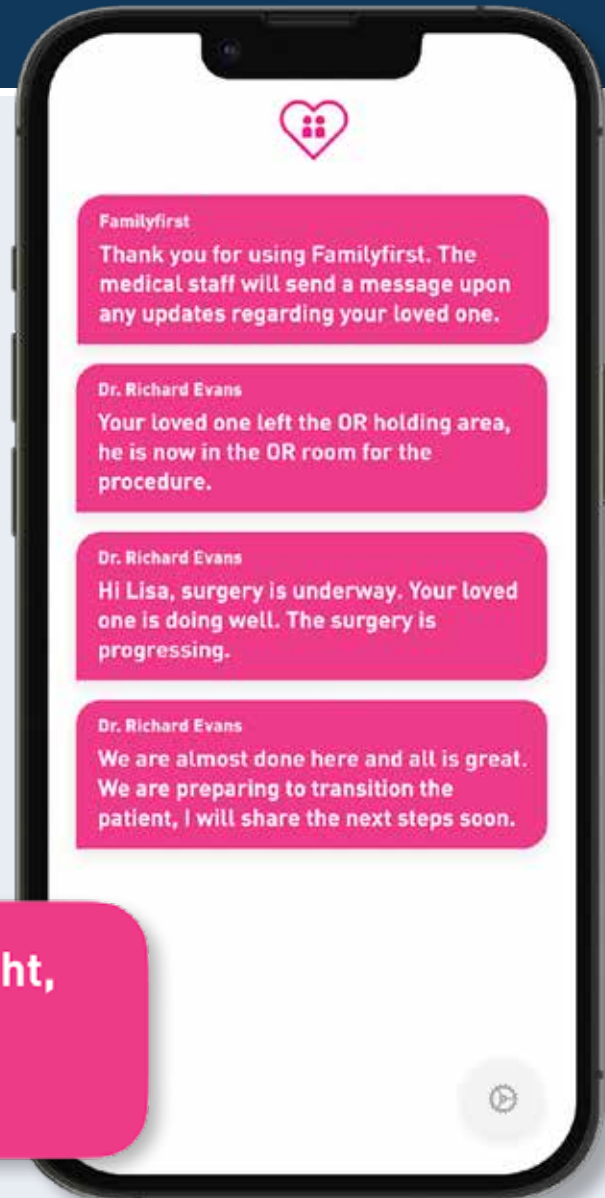 Familyfirst
Thank you for using Familyfirst. The
medical staff will send a message upon
any updates regarding your loved one.
Dr. Richard Evans
Your loved one left the OR holding area,
he is now in the OR room for the
procedure.
Dr. Richard Evans
Hi Lisa, surgery is underway. Your loved
one is doing well. The surgery is
progressing.
Dr. Richard Evans
We are almost done here and all is great.
We are preparing to transition the
patient, I will share the next steps soon.
ht,